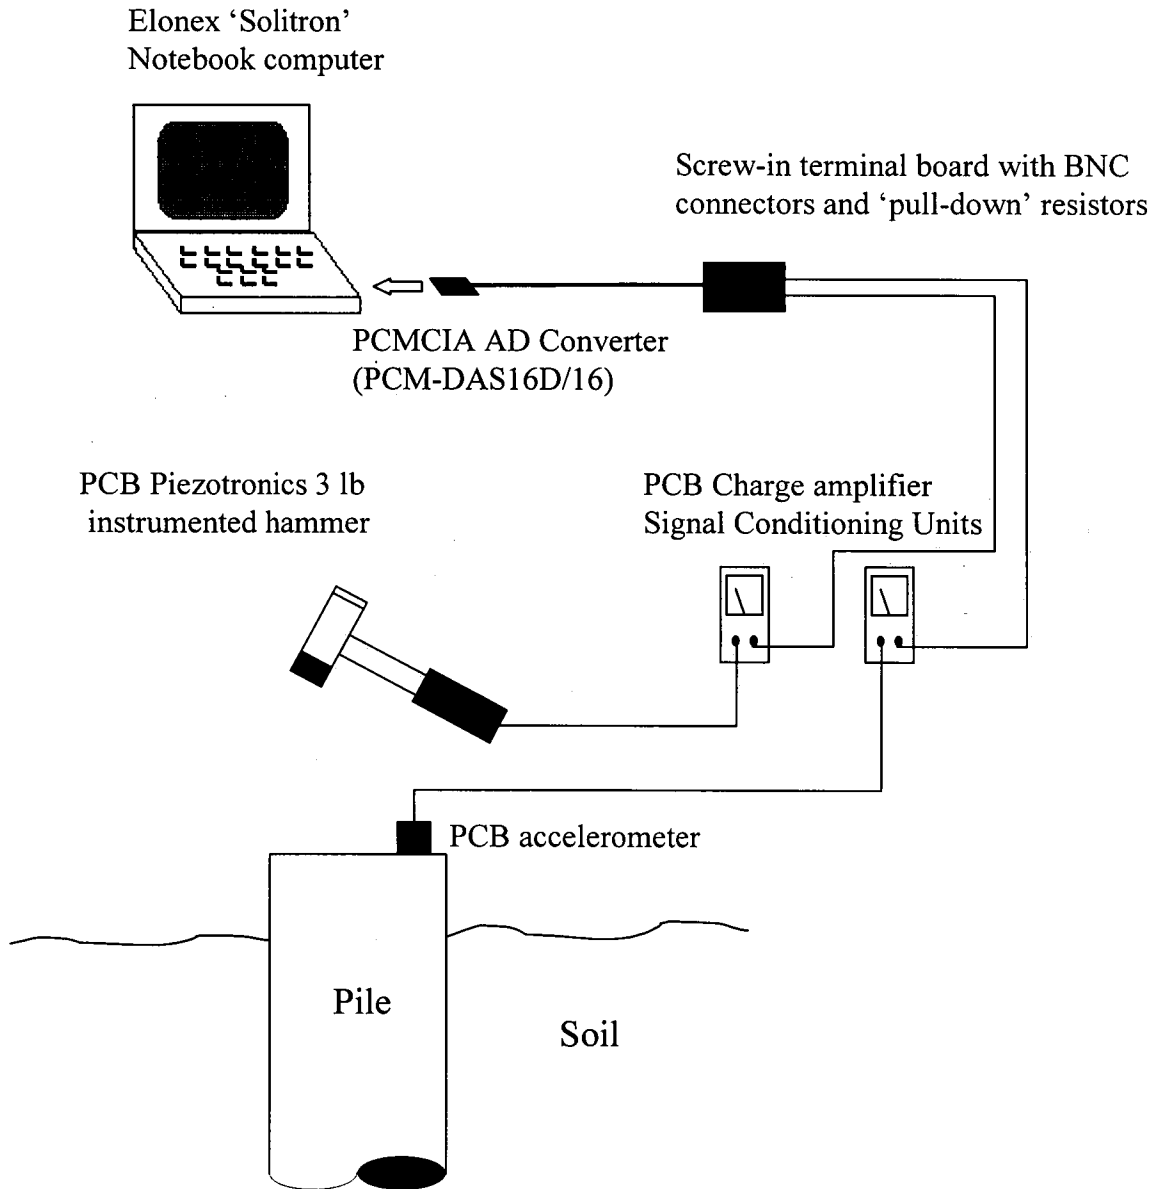 Elonex ‘Solitron’
Notebook computer
Screw-in terminal board with BNC
connectors and ‘pull-down’ resistors
PCMCIA AD Converter
(PCM-DAS16D/16)
PCB Piezotronics 3 lb
instrumented hammer
PCB Charge amplifier
Signal Conditioning Units
PCB accelerometer
Pile
Soil